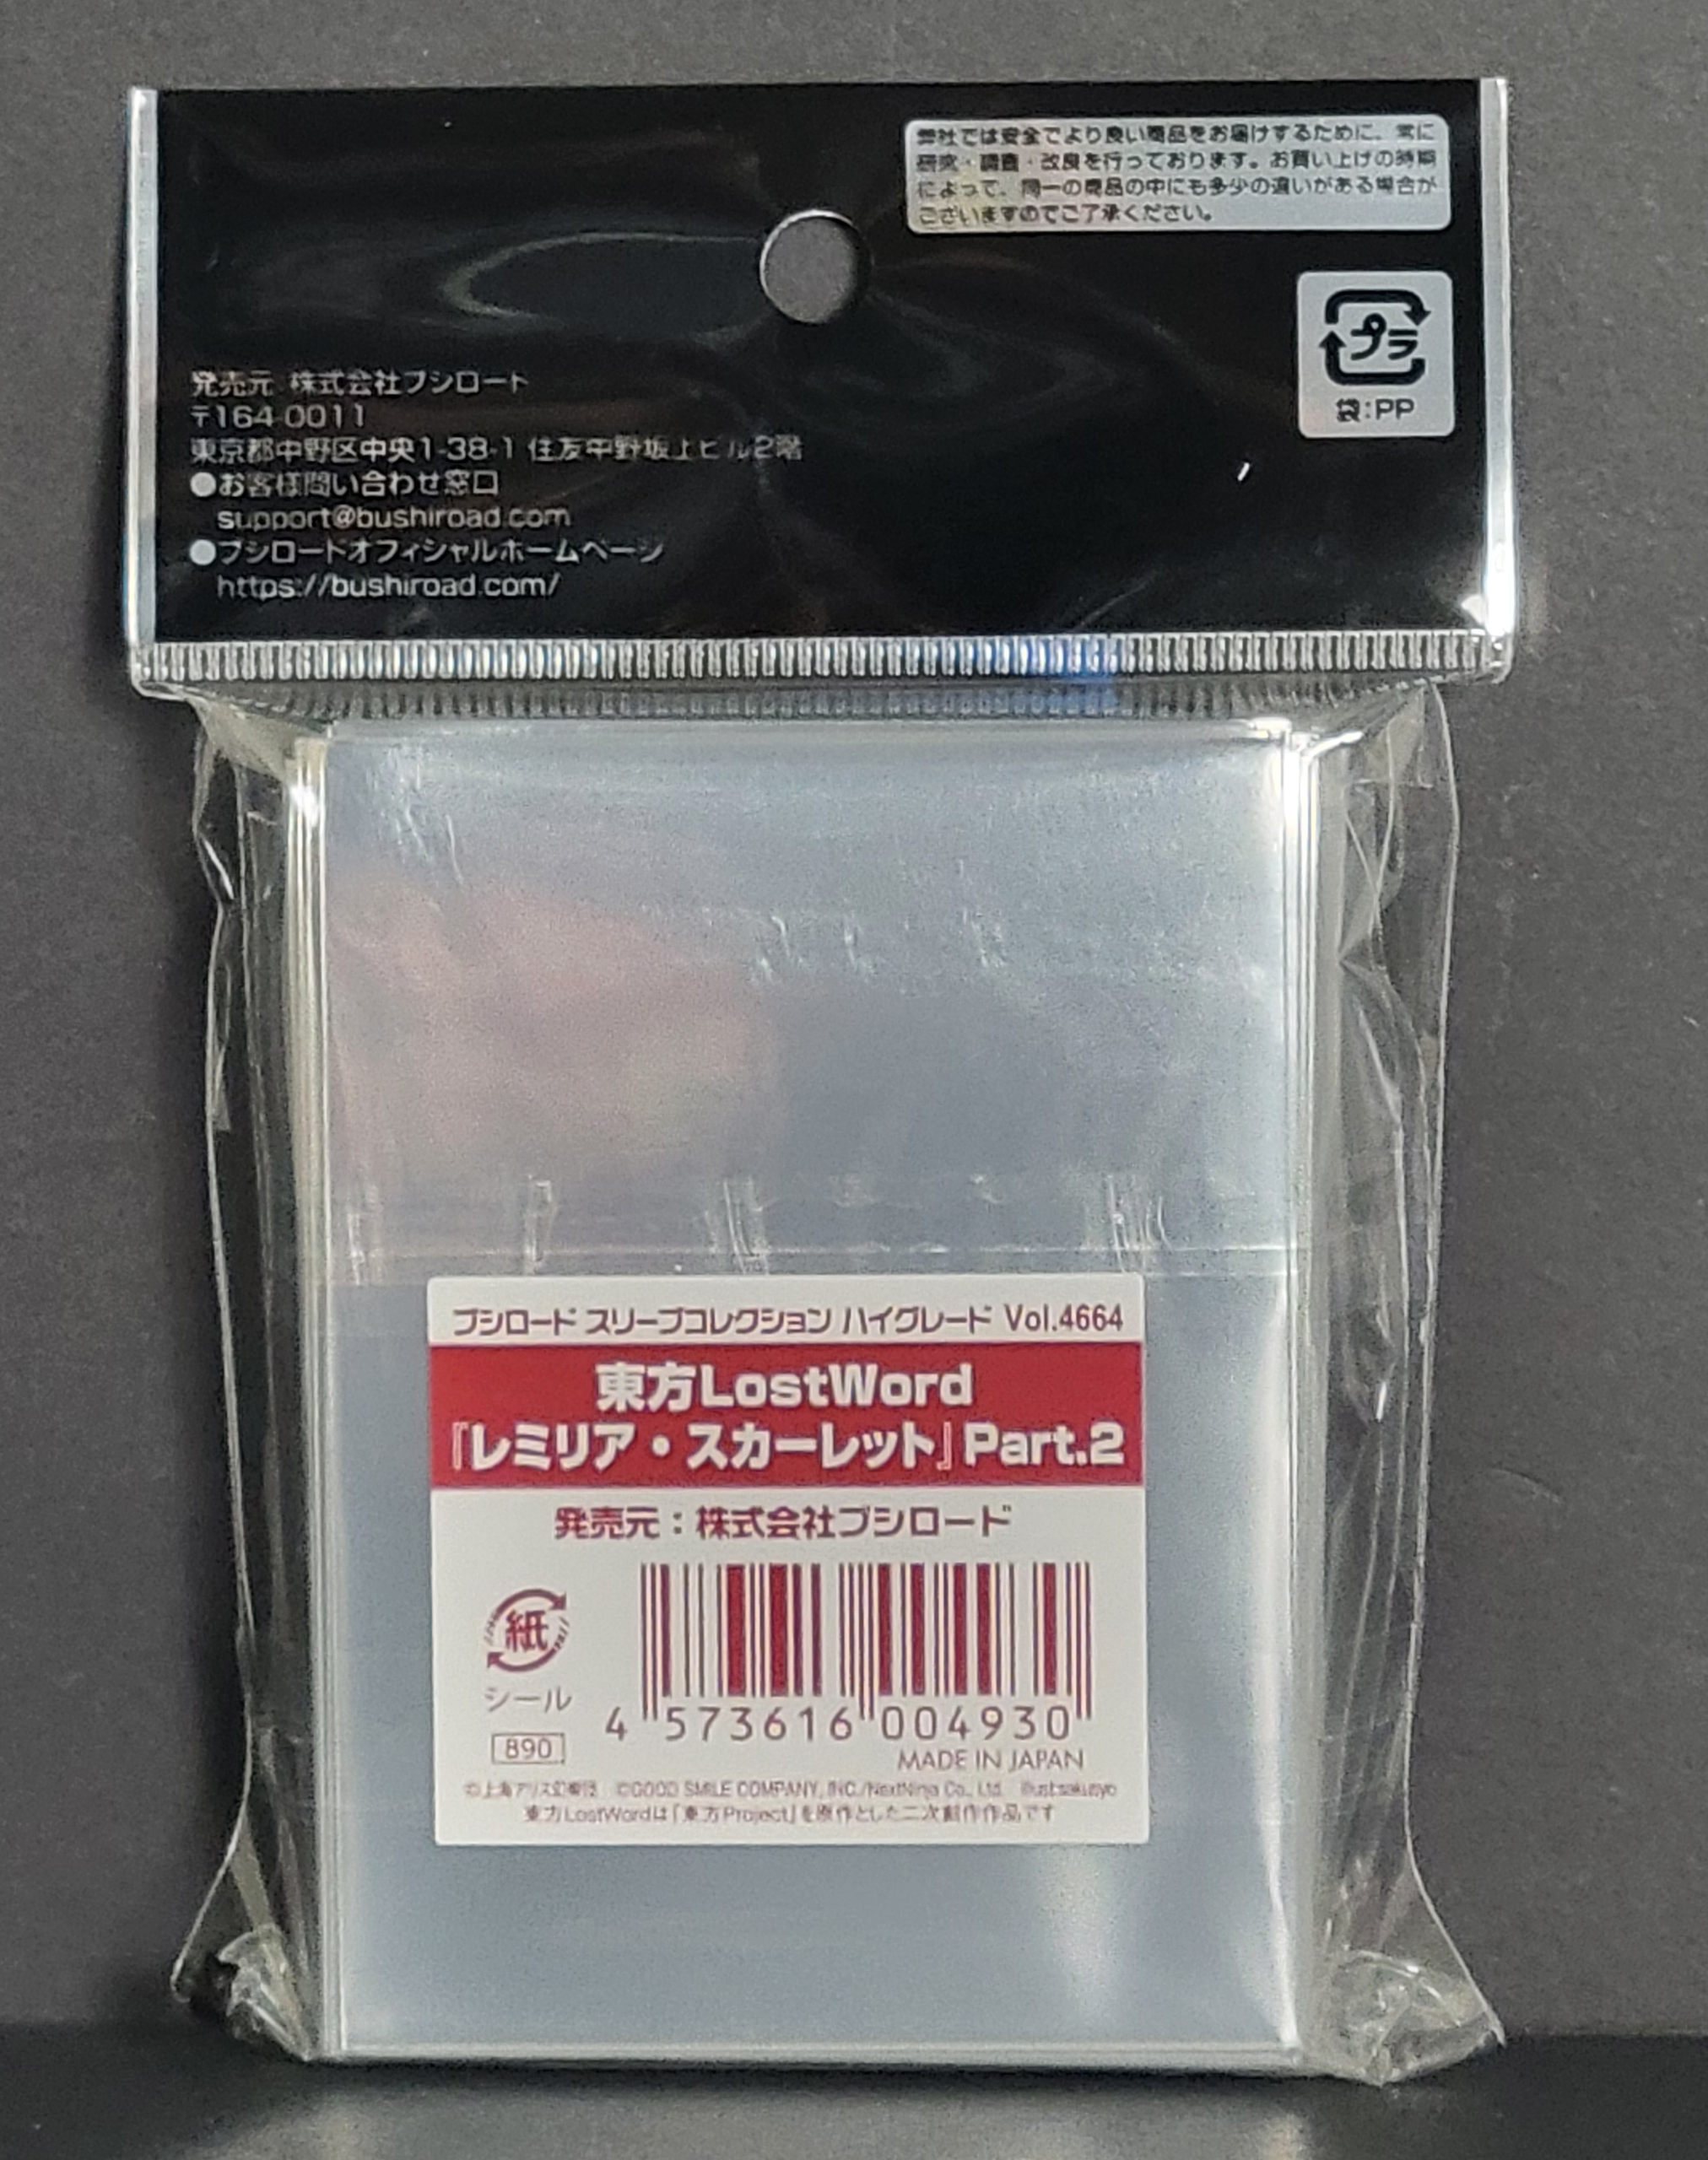 弊社では安全でより良い商品をお届けするために、常に
研究・調査・改良を行っております。お買い上げの時期
によって、同一の商品の中にも多少の違いがある場合が
ございますのでご了承ください。
プラ
袋:PP
発売元 株式会社ブシロード
〒164-0011
東京都中野区中央1-38-1 住友中野坂上ビル2階
●お客様問い合わせ窓口
support@bushiroad.com
●ブシロードオフィシャルホームページ
https://bushiroad.com/
ブシロード スリーブコレクション ハイグレード Vol.4664
東方LostWord
『レミリア・スカーレット』Part.2
発売元:株式会社ブシロード
紙
シール
890
4 573616 004930
MADE IN JAPAN
©上海アリス幻樂団 ©GOOD SMILE COMPANY, INC./NextNinja Co., Ltd.
東方LostWordは「東方Project」を原作とした二次創作作品です